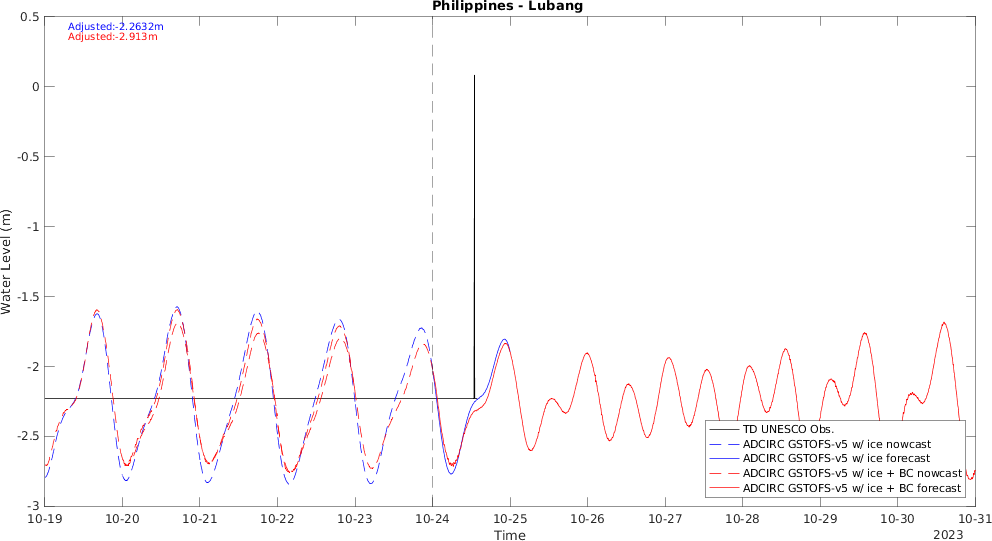 Philippines - Lubang
Adjusted:-2.2632m
Adjusted:-2.913m
0.5
0
-0.5
-1
-1.5
-2
-2.5
-3
Water Level (m)
TD UNESCO Obs.
ADCIRC GSTOFS-v5 w/ ice nowcast
ADCIRC GSTOFS-v5 w/ ice forecast
ADCIRC GSTOFS-v5 w/ ice + BC nowcast
ADCIRC GSTOFS-v5 w/ ice + BC forecast
10-19 10-20 10-21 10-22 10-23 10-24 10-25 10-26 10-27 10-28 10-29 10-30 10-31
Time
2023